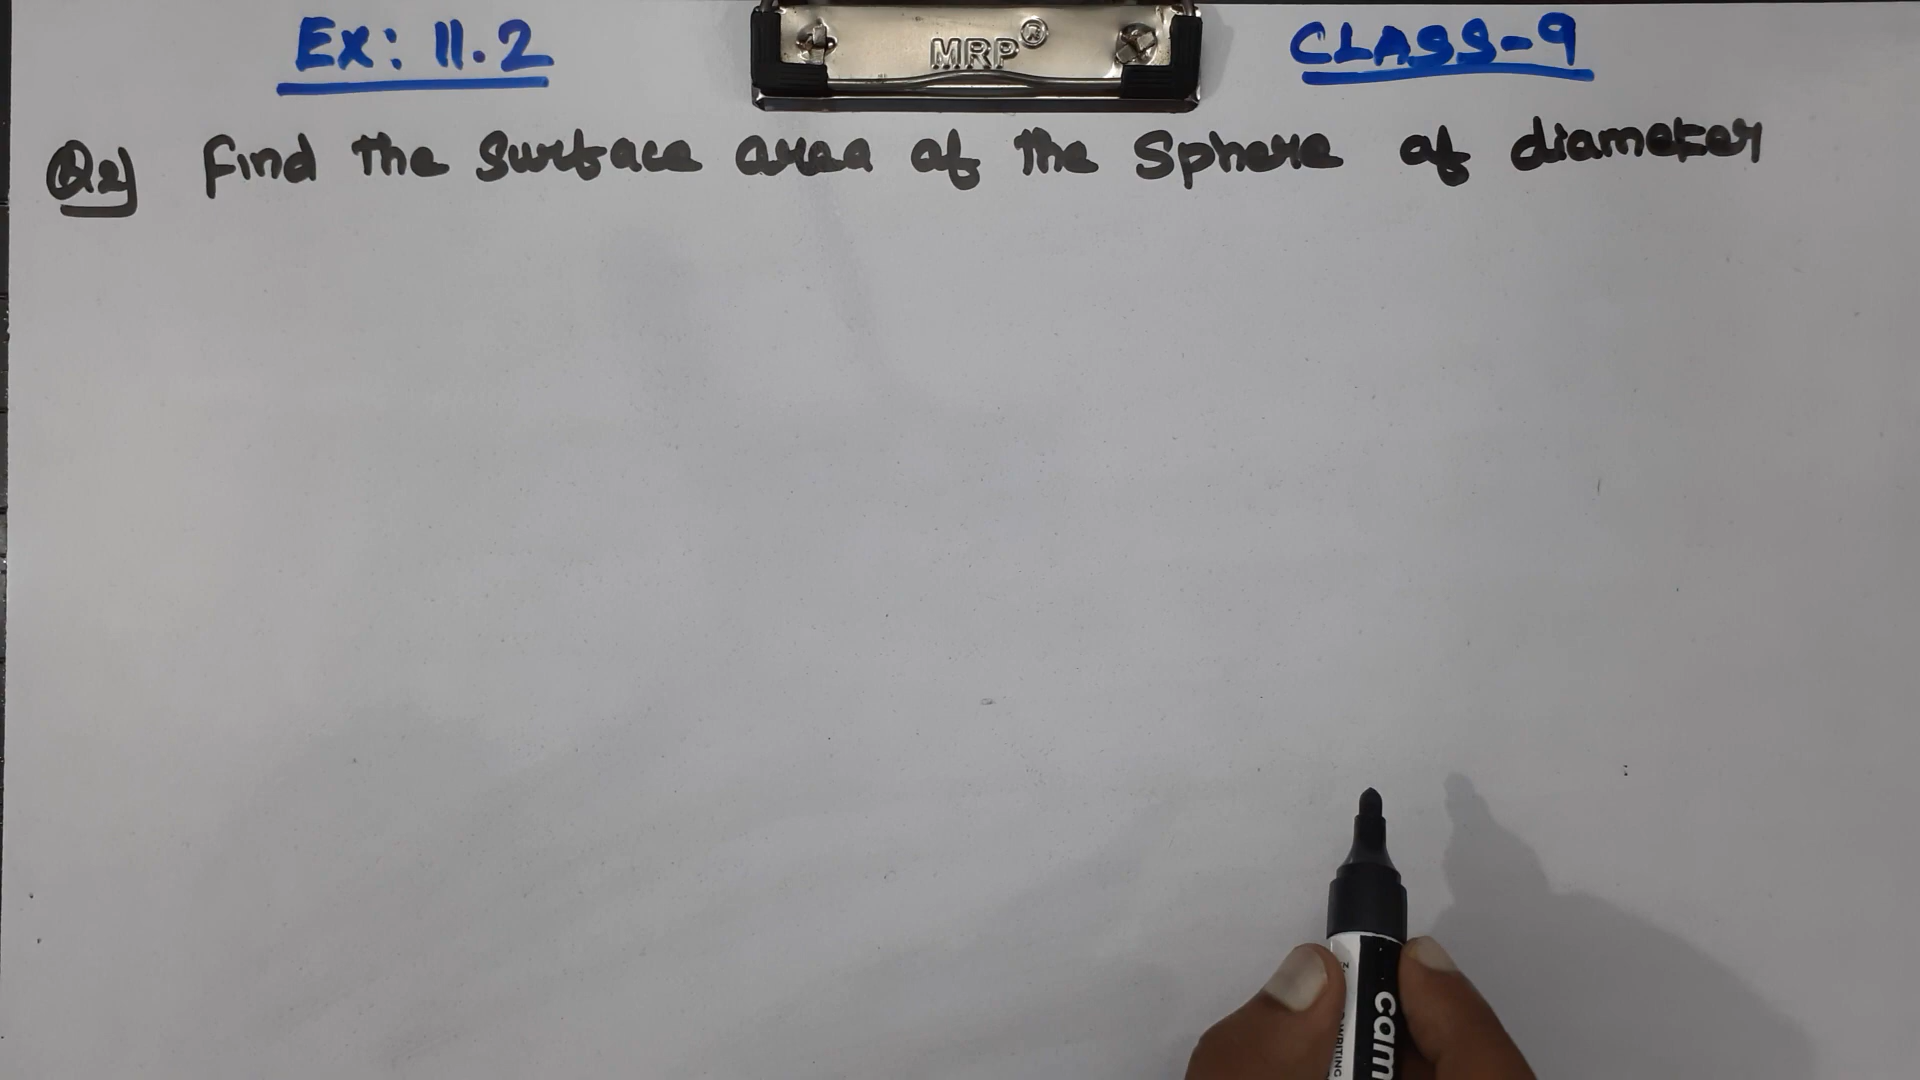 Ex: 11.2
MRP®
CLASS-9
Q2) Find the Surface area of the Sphere of diameter
cam